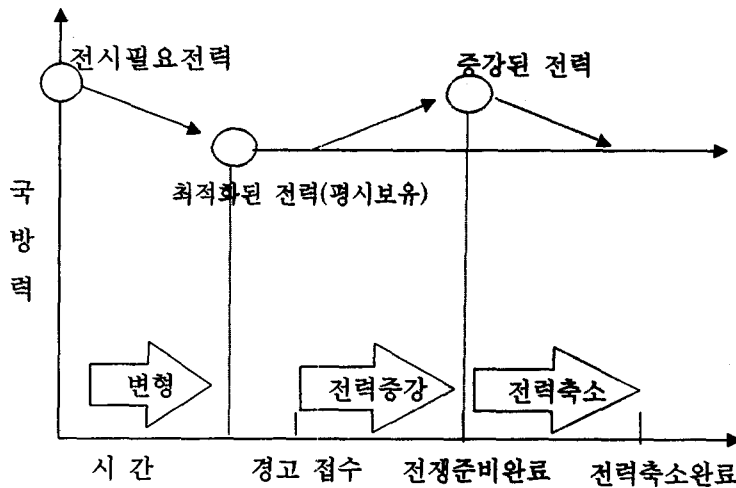 전시필요전력
증강된 전력
최적화된 전력(평시보유)
국
방
력
변형
전력증강
전력축소
시 간
경고 접수
전쟁준비완료
전력축소완료